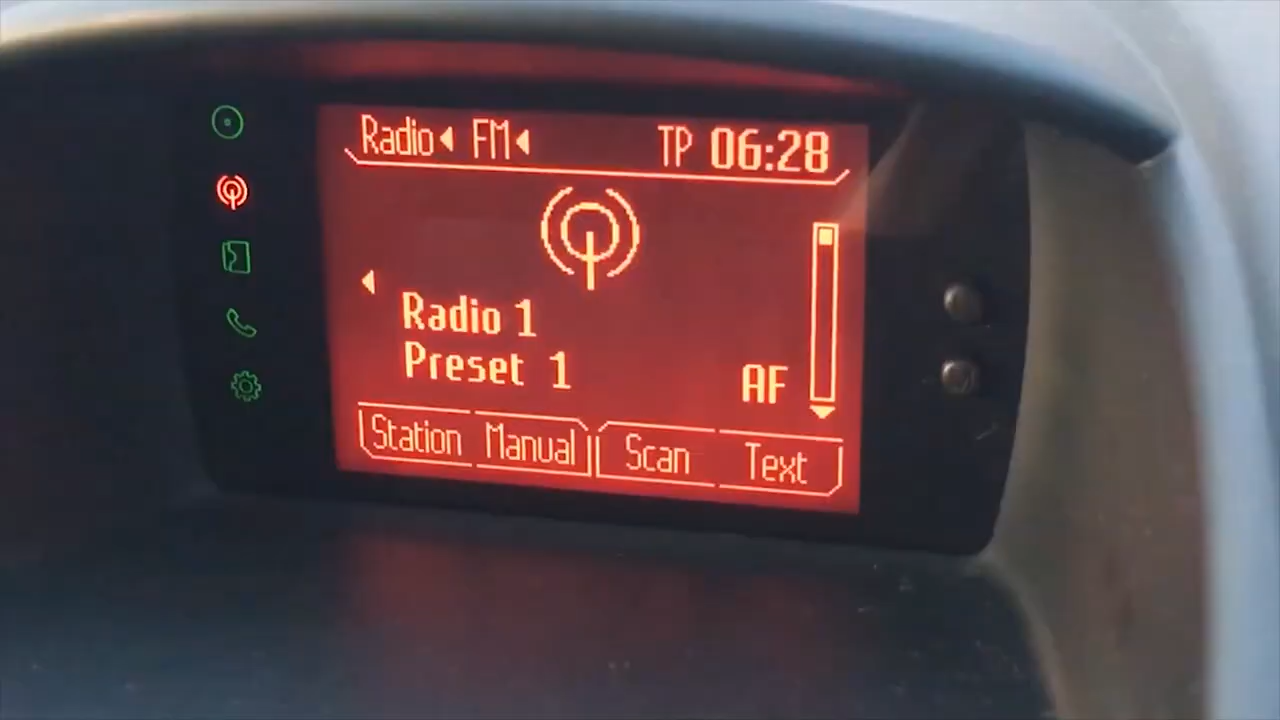 Radio FM TP 06:28
Radio 1
Preset 1
AF
Station Manual Scan Text